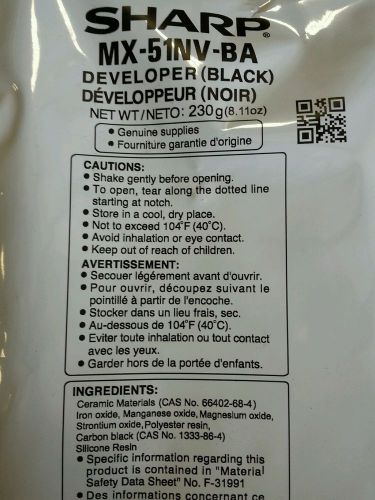 SHARP
MX-51NV-BA
DEVELOPER (BLACK)
DÉVELOPPEUR (NOIR)
NET WT/NETO: 230g(8.11oz)
● Genuine supplies
● Fourniture garantie d'origine
CAUTIONS:
● Shake gently before opening.
● To open, tear along the dotted line
starting at notch.
● Store in a cool, dry place.
● Not to exceed 104°F (40°C).
● Avoid inhalation or eye contact.
● Keep out of reach of children.
AVERTISSEMENT:
● Secouer légérement avant d'ouvrir.
● Pour ouvrir, découpez suivant le
pointillé à partir de l'encoche.
● Stocker dans un lieu frais, sec.
● Au-dessous de 104°F (40°C).
● Eviter toute inhalation ou tout contact
avec les yeux.
● Garder hors de la portée d'enfants.
INGREDIENTS:
Ceramic Materials (CAS No. 66402-68-4)
Iron oxide, Manganese oxide, Magnesium oxide,
Strontium oxide, Polyester resin,
Carbon black (CAS No. 1333-86-4)
Silicone Resin
● Specific information regarding this
product is contained in "Material
Safety Data Sheet" No. F-31991
● Des informations concernant ce